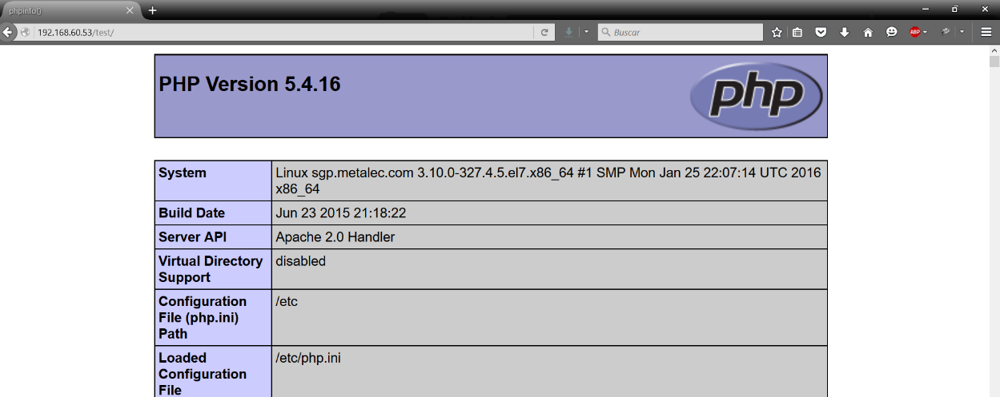 phpinfo()
192.168.60.53/test/
Buscar
ABP
PHP Version 5.4.16
php
System
Linux sgp.metalec.com 3.10.0-327.4.5.el7.x86_64 #1 SMP Mon Jan 25 22:07:14 UTC 2016
x86_64
Build Date
Jun 23 2015 21:18:22
Server API
Apache 2.0 Handler
Virtual Directory
Support
disabled
Configuration
File (php.ini)
Path
/etc
Loaded
Configuration
File
/etc/php.ini